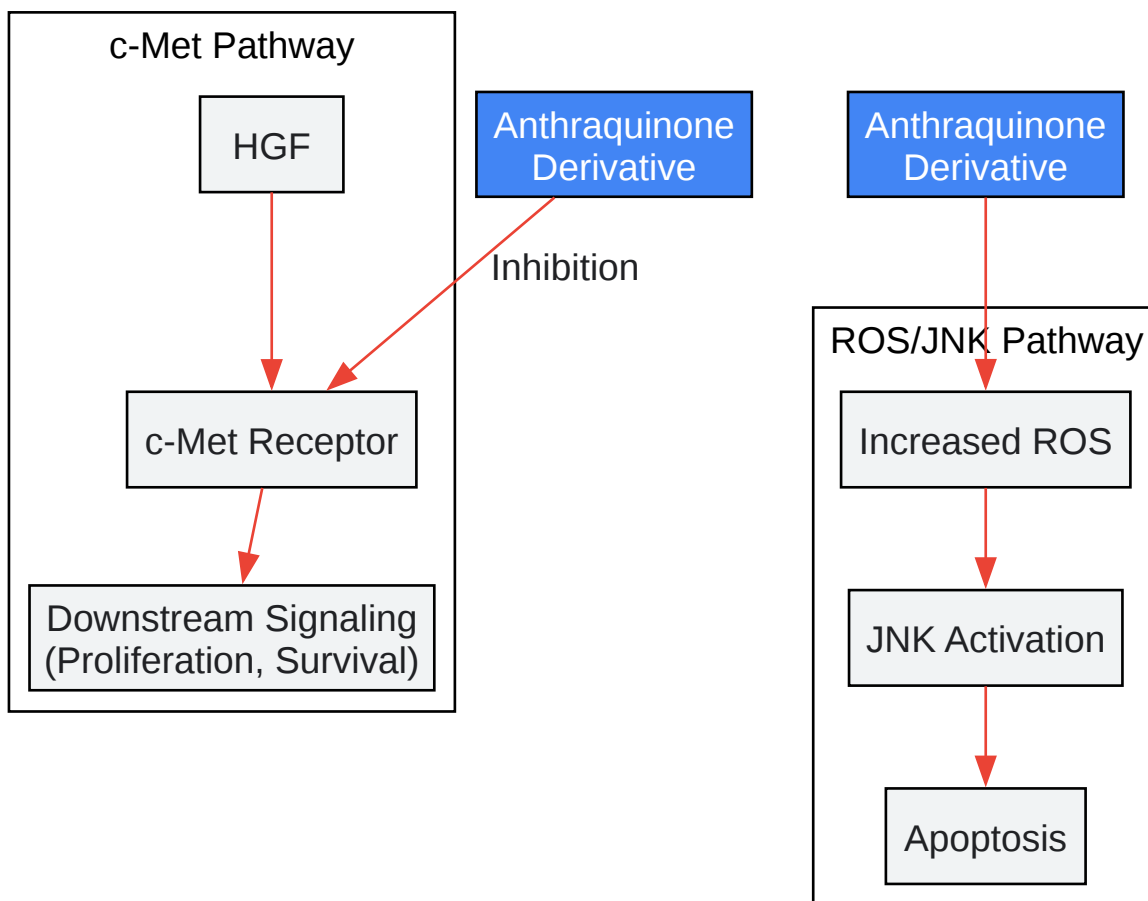 c-Met Pathway
HGF
Anthraquinone
Derivative
Inhibition
c-Met Receptor
Downstream Signaling
(Proliferation, Survival)
Anthraquinone
Derivative
ROS/JNK Pathway
Increased ROS
JNK Activation
Apoptosis